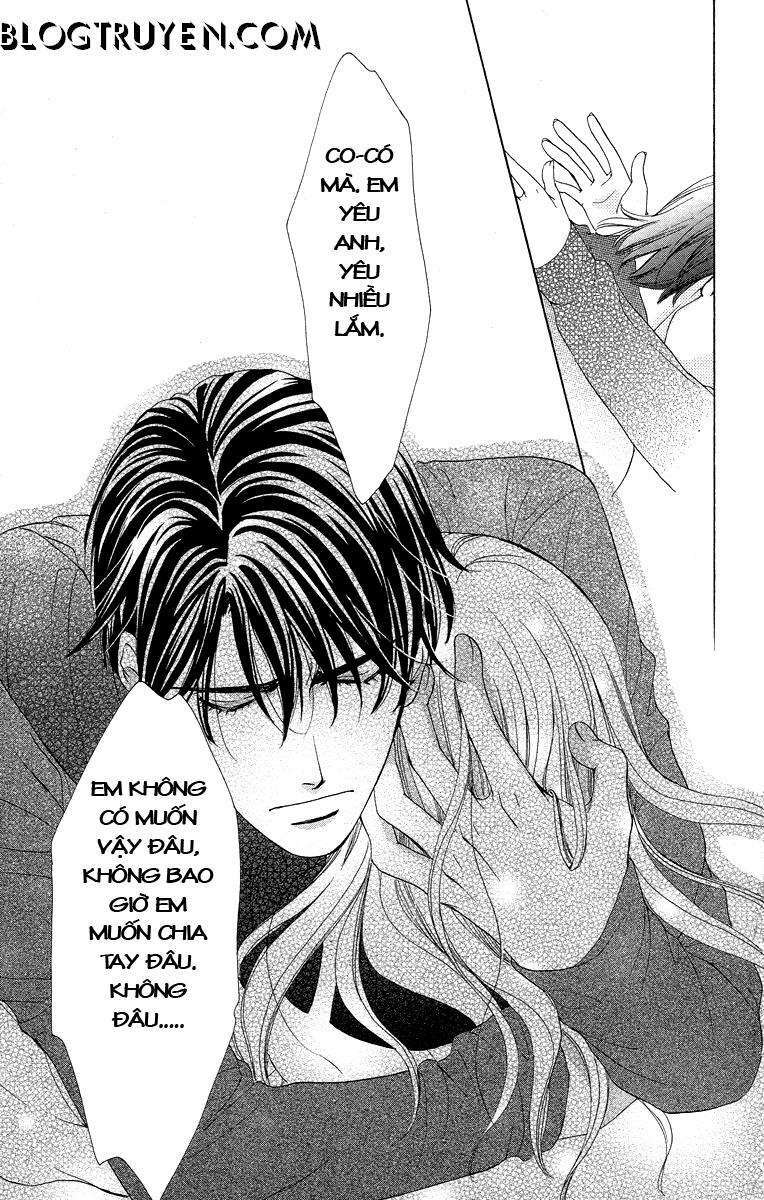 BLOGTRUYEN.COM
CO-CÓ
MÀ. EM
YÊU
ANH,
YÊU
NHIỀU
LẮM.
EM KHÔNG
CÓ MUỐN
VẬY ĐÂU,
KHÔNG BAO
GIỜ EM
MUỐN CHIA
TAY ĐÂU.
KHÔNG
ĐÂU.....